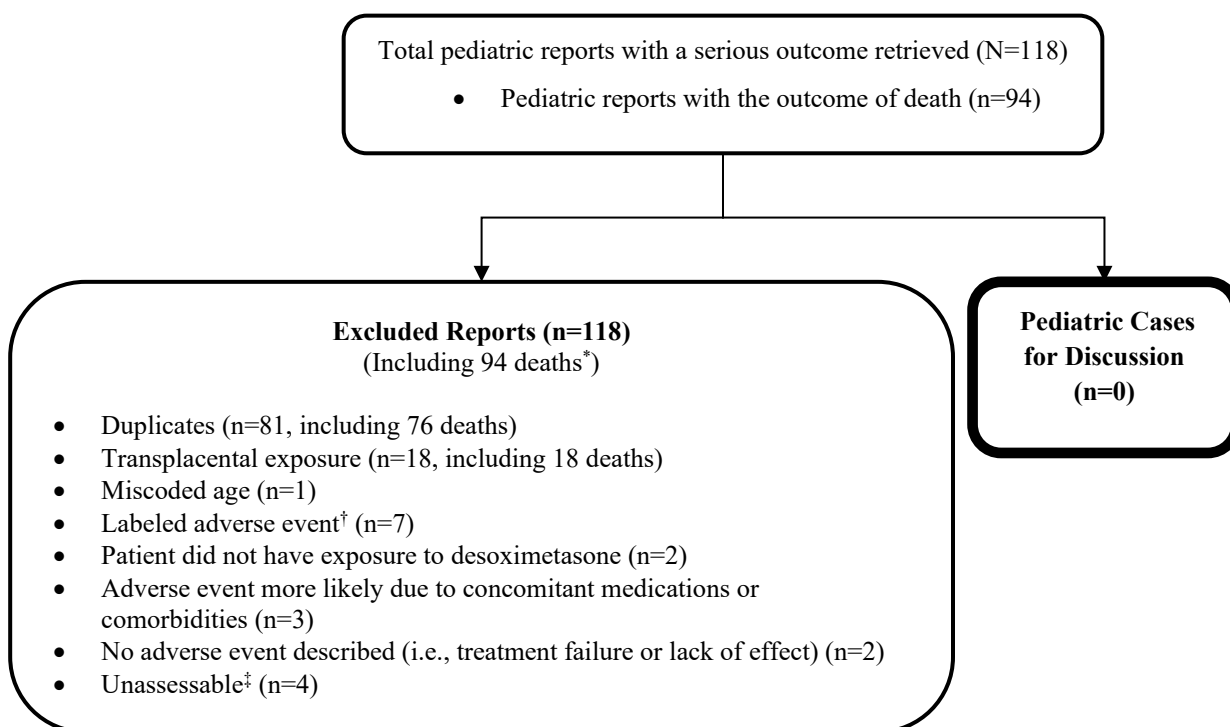 Total pediatric reports with a serious outcome retrieved (N=118)
• Pediatric reports with the outcome of death (n=94)
Excluded Reports (n=118)
(Including 94 deaths*)
• Duplicates (n=81, including 76 deaths)
• Transplacental exposure (n=18, including 18 deaths)
• Miscoded age (n=1)
• Labeled adverse event† (n=7)
• Patient did not have exposure to desoximetasone (n=2)
• Adverse event more likely due to concomitant medications or
comorbidities (n=3)
• No adverse event described (i.e., treatment failure or lack of effect) (n=2)
• Unassessable‡ (n=4)
Pediatric Cases
for Discussion
(n=0)